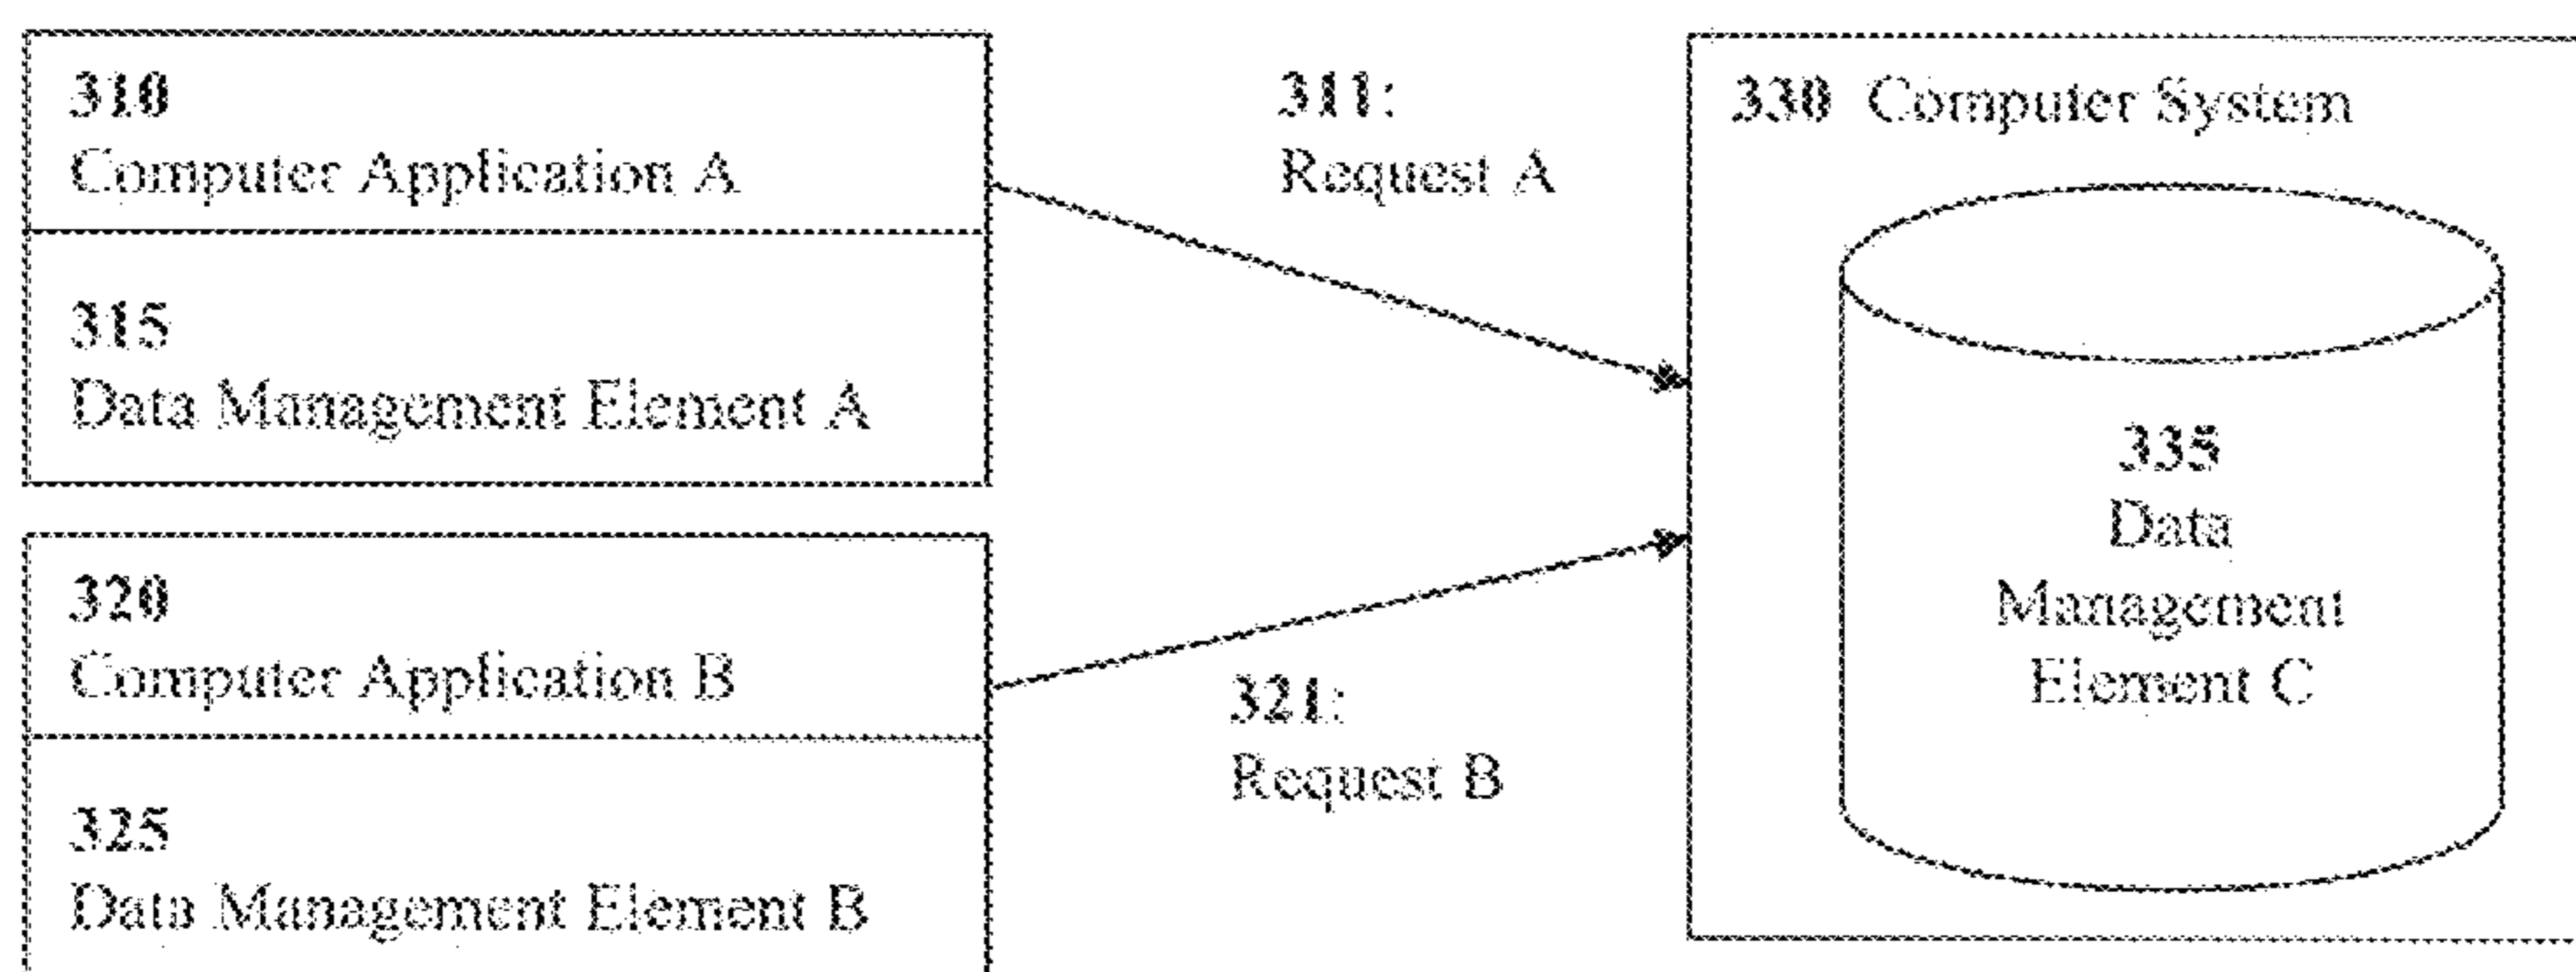 310
Computer Application A
315
Data Management Element A
311:
Request A
320
Computer Application B
325
Data Management Element B
321:
Request B
330 Computer System
335
Data
Management
Element C